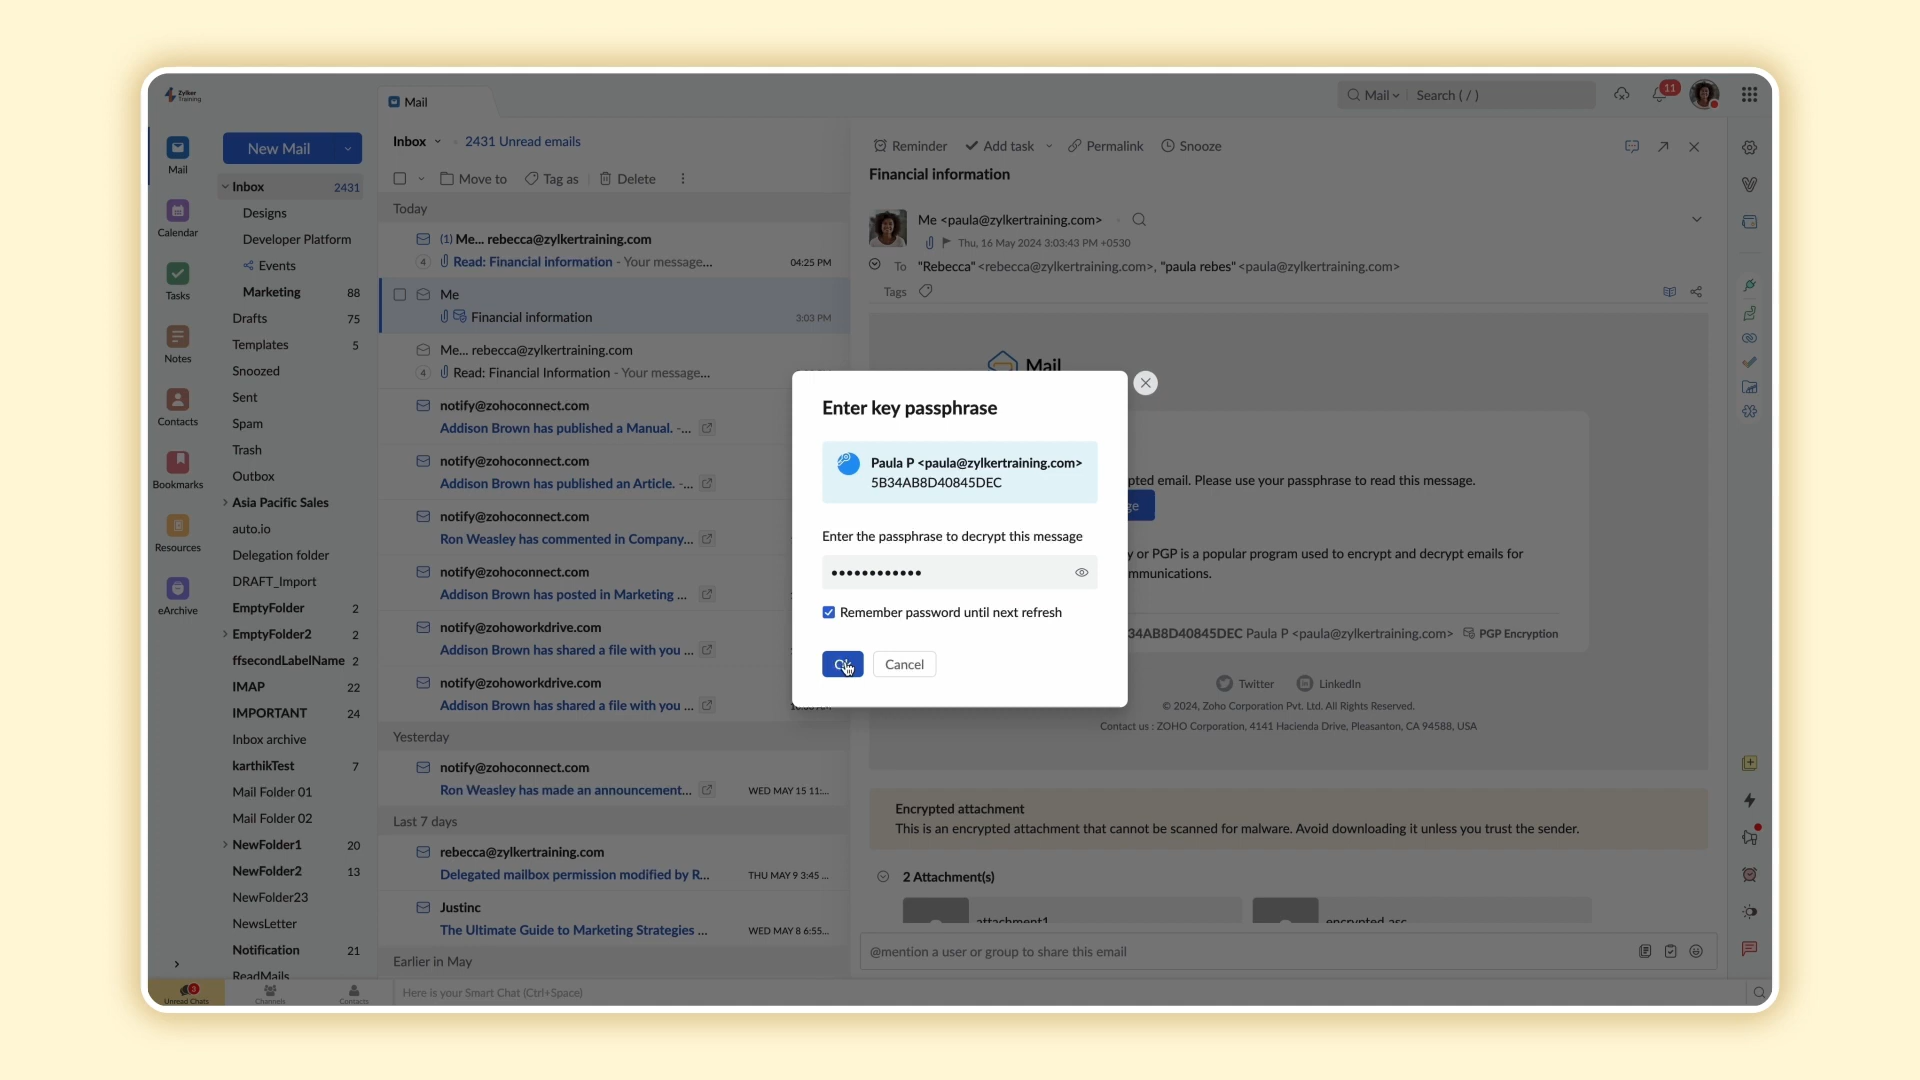 Zylker
Training
Mail
Mail
Search ( / )
11
Mail
Calendar
Tasks
Notes
Contacts
Bookmarks
Resources
eArchive
New Mail
Inbox 2431
Designs
Developer Platform
Events
Marketing 88
Drafts 75
Templates 5
Snoozed
Sent
Spam
Trash
Outbox
Asia Pacific Sales
auto.io
Delegation folder
DRAFT_Import
EmptyFolder 2
EmptyFolder2 2
ffsecondLabelName 2
IMAP 22
IMPORTANT 24
Inbox archive
karthikTest 7
Mail Folder 01
Mail Folder 02
NewFolder1 20
NewFolder2 13
NewFolder23
NewsLetter
Notification 21
ReadMails
Inbox
2431 Unread emails
Move to
Tag as
Delete
Today
(1) Me... rebecca@zylkertraining.com
4 Read: Financial information - Your message... 04:25 PM
Me
Financial information 3:03 PM
Me... rebecca@zylkertraining.com
4 Read: Financial Information - Your message...
notify@zohoconnect.com
Addison Brown has published a Manual. -...
notify@zohoconnect.com
Addison Brown has published an Article. -...
notify@zohoconnect.com
Ron Weasley has commented in Company...
notify@zohoconnect.com
Addison Brown has posted in Marketing ...
notify@zohoworkdrive.com
Addison Brown has shared a file with you ...
notify@zohoworkdrive.com
Addison Brown has shared a file with you ...
Yesterday
notify@zohoconnect.com
Ron Weasley has made an announcement... WED MAY 15 11:...
Last 7 days
rebecca@zylkertraining.com
Delegated mailbox permission modified by R... THU MAY 9 3:45 ...
Justinc
The Ultimate Guide to Marketing Strategies ... WED MAY 8 6:55...
Earlier in May
Reminder
Add task
Permalink
Snooze
Financial information
Me <paula@zylkertraining.com>
Thu, 16 May 2024 3:03:43 PM +0530
To "Rebecca" <rebecca@zylkertraining.com>, "paula rebes" <paula@zylkertraining.com>
Tags
Mail
pted email. Please use your passphrase to read this message.
ge
y or PGP is a popular program used to encrypt and decrypt emails for
mmunications.
34AB8D40845DEC Paula P <paula@zylkertraining.com> PGP Encryption
Twitter
LinkedIn
© 2024, Zoho Corporation Pvt. Ltd. All Rights Reserved.
Contact us : ZOHO Corporation, 4141 Hacienda Drive, Pleasanton, CA 94588, USA
Encrypted attachment
This is an encrypted attachment that cannot be scanned for malware. Avoid downloading it unless you trust the sender.
2 Attachment(s)
attachment1
encrypted.asc
@mention a user or group to share this email
Enter key passphrase
Paula P <paula@zylkertraining.com>
5B34AB8D40845DEC
Enter the passphrase to decrypt this message
••••••••••••
Remember password until next refresh
Cancel
3
Unread Chats
Channels
Contacts
Here is your Smart Chat (Ctrl+Space)